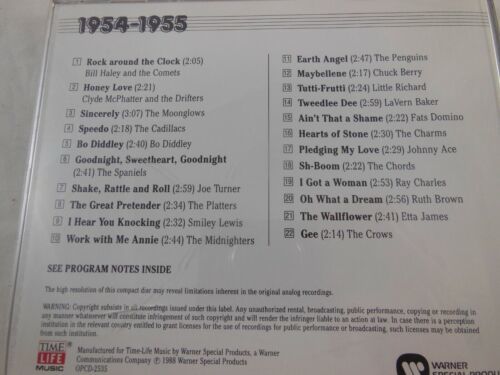 1954-1955
1 Rock around the Clock (2:05)
Bill Haley and the Comets
2 Honey Love (2:21)
Clyde McPhatter and the Drifters
3 Sincerely (3:07) The Moonglows
4 Speedo (2:18) The Cadillacs
5 Bo Diddley (2:40) Bo Diddley
6 Goodnight, Sweetheart, Goodnight
(2:41) The Spaniels
7 Shake, Rattle and Roll (2:59) Joe Turner
8 The Great Pretender (2:34) The Platters
9 I Hear You Knocking (2:32) Smiley Lewis
10 Work with Me Annie (2:44) The Midnighters
11 Earth Angel (2:47) The Penguins
12 Maybellene (2:17) Chuck Berry
13 Tutti-Frutti (2:24) Little Richard
14 Tweedlee Dee (2:59) LaVern Baker
15 Ain't That a Shame (2:22) Fats Domino
16 Hearts of Stone (2:30) The Charms
17 Pledging My Love (2:29) Johnny Ace
18 Sh-Boom (2:22) The Chords
19 I Got a Woman (2:53) Ray Charles
20 Oh What a Dream (2:56) Ruth Brown
21 The Wallflower (2:41) Etta James
22 Gee (2:14) The Crows
SEE PROGRAM NOTES INSIDE
The high resolution of this compact disc may reveal limitations inherent in the original analog recordings.
WARNING: Copyright subsists in all recordings issued under this label. Any unauthorized rental, broadcasting, public performance, copying or recording in
any manner whatsoever will constitute infringement of such copyright and will render the infringer liable to an action at law. In case there is a perception
institution in the relevant country entitled to grant licenses for the use of recordings for public performance or broadcasting, such licenses may be obtained
from such institution.
TIME
LIFE
MUSIC
Manufactured for Time-Life Music by Warner Special Products, a Warner
Communications Company ℗ 1988 Warner Special Products
OPCD-2535
WARNER
SPECIAL PRODU